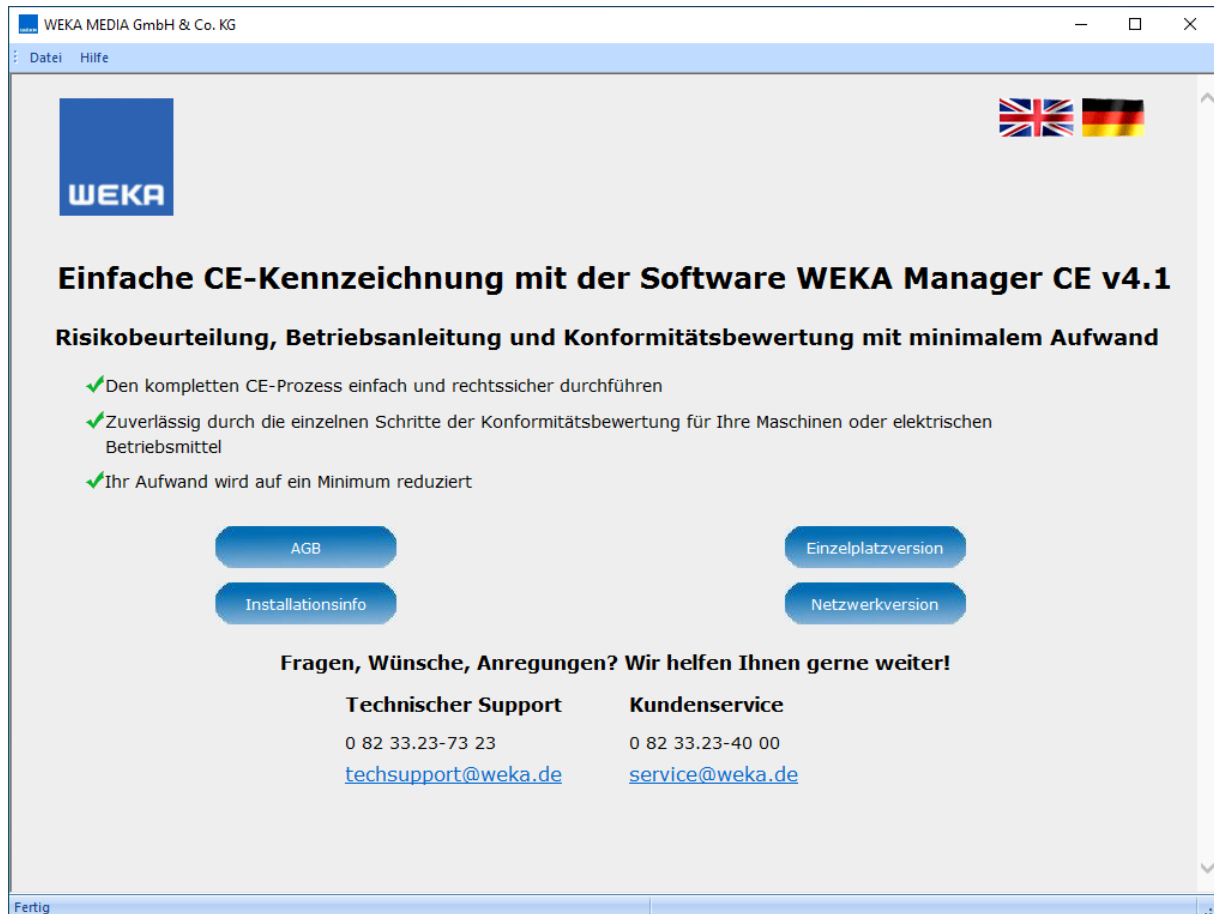 WEKA MEDIA GmbH & Co. KG
Datei Hilfe
WEKA
Einfache CE-Kennzeichnung mit der Software WEKA Manager CE v4.1
Risikobeurteilung, Betriebsanleitung und Konformitätsbewertung mit minimalem Aufwand
Den kompletten CE-Prozess einfach und rechtssicher durchführen
Zuverlässig durch die einzelnen Schritte der Konformitätsbewertung für Ihre Maschinen oder elektrischen
Betriebsmittel
Ihr Aufwand wird auf ein Minimum reduziert
AGB Einzelplatzversion
Installationsinfo Netzwerkversion
Fragen, Wünsche, Anregungen? Wir helfen Ihnen gerne weiter!
Technischer Support Kundenservice
0 82 33.23-73 23 0 82 33.23-40 00
techsupport@weka.de service@weka.de
Fertig